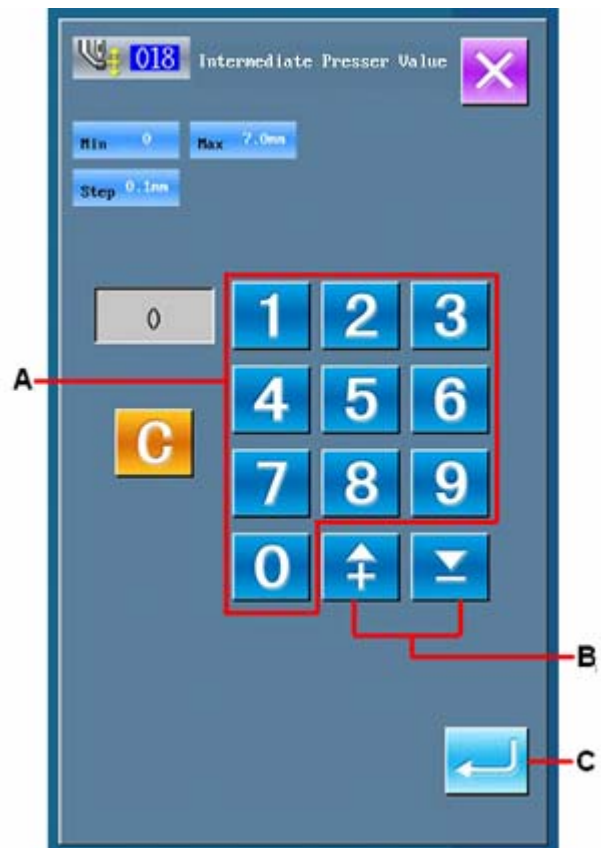 018 Intermediate Presser Value
Min 0 Max 7.0mm
Step 0.1mm
0 1 2 3
A
4 5 6
C
7 8 9
0
B
C